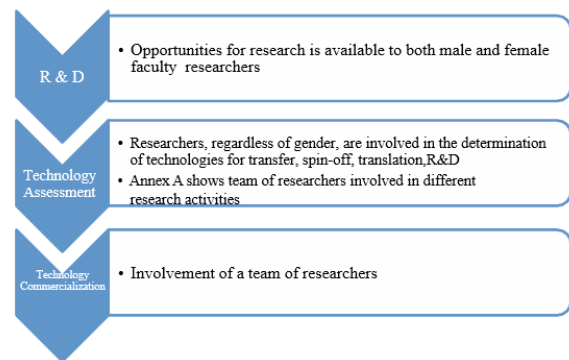 R & D
• Opportunities for research is available to both male and female
faculty researchers
Technology
Assessment
• Researchers, regardless of gender, are involved in the determination
of technologies for transfer, spin-off, translation,R&D
• Annex A shows team of researchers involved in different
research activities
Technology
Commercialization
• Involvement of a team of researchers